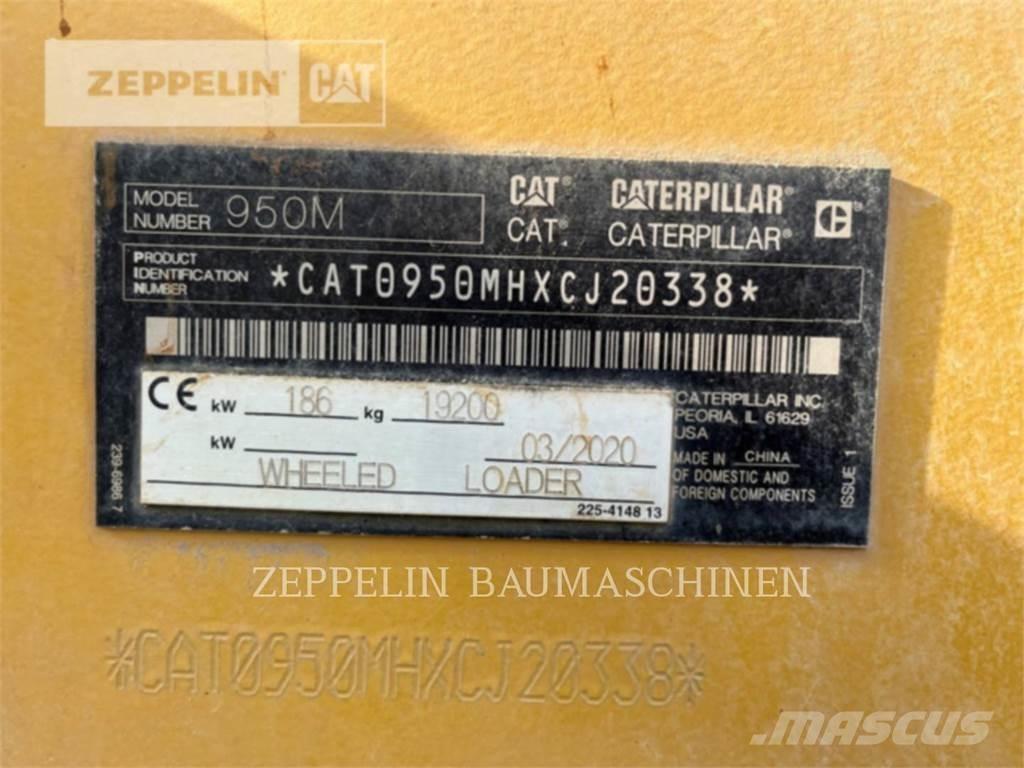 ZEPPELIN CAT
MODEL
NUMBER 950M
CAT® CATERPILLAR®
CAT. CATERPILLAR®
PRODUCT
IDENTIFICATION
NUMBER *CAT0950MHXCJ20338*
CE kW 186 kg 19200
kW 03/2020
WHEELED LOADER
225-4148 13
239-6986 7
CATERPILLAR INC.
PEORIA, IL 61629
USA
MADE IN CHINA
OF DOMESTIC AND
FOREIGN COMPONENTS
ISSUE 1
ZEPPELIN BAUMASCHINEN
*CAT0950MHXCJ20338*
MASCUS